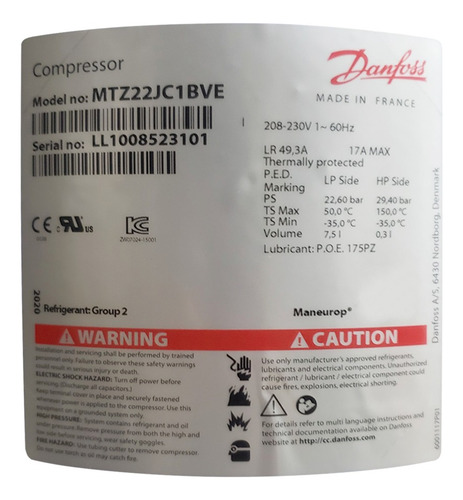 Compressor
Model no: MTZ22JC1BVE
Serial no: LL1008523101
Danfoss
MADE IN FRANCE
208-230V 1~ 60Hz
LR 49,3A 17A MAX
Thermally protected
P.E.D.
Marking LP Side HP Side
PS 22,60 bar 29,40 bar
TS Max 50,0 °C 150,0 °C
TS Min -35,0 °C -35,0 °C
Volume 7,5 l 0,3 l
Lubricant: P.O.E. 175PZ
CE
US
2020
Refrigerant: Group 2
Maneurop®
Danfoss A/S, 6430 Nordborg, Denmark
WARNING
Installation and servicing shall be performed by trained
personnel only. Failure to observe these safety warnings
could result in serious injury or death.
ELECTRIC SHOCK HAZARD: Turn off power before
servicing.(Discharge all capacitors.)
Keep terminal cover in place and securely fastened
whenever power is applied to the compressor. Use this
equipment on a grounded system only.
HIGH PRESSURE: System contains refrigerant and oil
under pressure. Remove pressure from both the high and
low sides before servicing, wear safety goggles.
FIRE HAZARD: Use tubing cutter to remove compressor.
Do not use torch as oil may catch fire.
CAUTION
Use only manufacturer's approved refrigerants,
lubricants and electrical components. Unauthorized
refrigerant / lubricant / electrical component could
cause fires, explosions, electrical shorting.
For details refer to multi language instructions and
technical documentation available on Danfoss
website at http://cc.danfoss.com